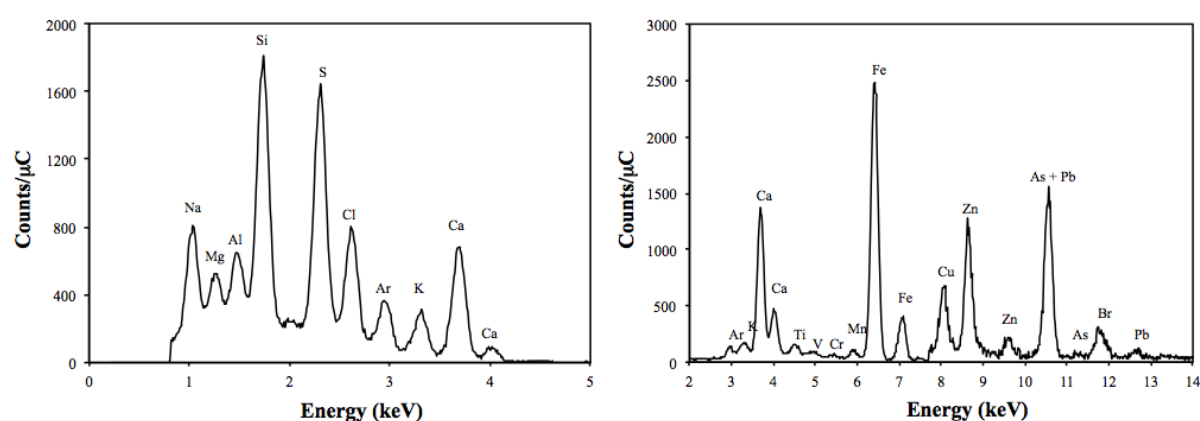 2000
1600
1200
800
400
0
Counts/µC
Si
S
Na
Mg
Al
Cl
Ar
K
Ca
Ca
0
1
2
3
4
5
Energy (keV)
3000
2500
2000
1500
1000
500
0
Counts/µC
Fe
As + Pb
Ca
Zn
Ca
Cu
Ar
K
Ti
V
Cr
Mn
Fe
Zn
As
Br
Pb
2
3
4
5
6
7
8
9
10
11
12
13
14
Energy (keV)